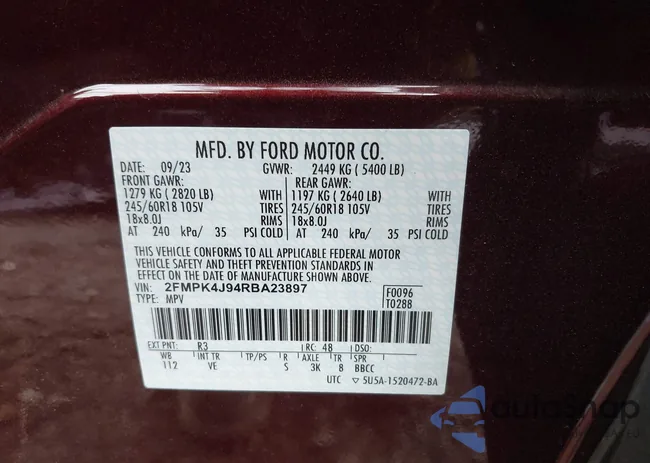 MFD. BY FORD MOTOR CO.
DATE: 09/23 GVWR: 2449 KG ( 5400 LB)
FRONT GAWR: REAR GAWR:
1279 KG ( 2820 LB) WITH 1197 KG ( 2640 LB) WITH
245/60R18 105V TIRES 245/60R18 105V TIRES
18x8.0J RIMS 18x8.0J RIMS
AT 240 kPa/ 35 PSI COLD AT 240 kPa/ 35 PSI COLD
THIS VEHICLE CONFORMS TO ALL APPLICABLE FEDERAL MOTOR
VEHICLE SAFETY AND THEFT PREVENTION STANDARDS IN
EFFECT ON THE DATE OF MANUFACTURE SHOWN ABOVE.
VIN: 2FMPK4J94RBA23897 F0096
TYPE: MPV T0288
EXT PNT: R3 RC: 48 DSO:
WB INT TR TP/PS R AXLE TR SPR
112 VE S 3K 8 BBCC
UTC ▽ 5U5A-1520472-BA
autoShop